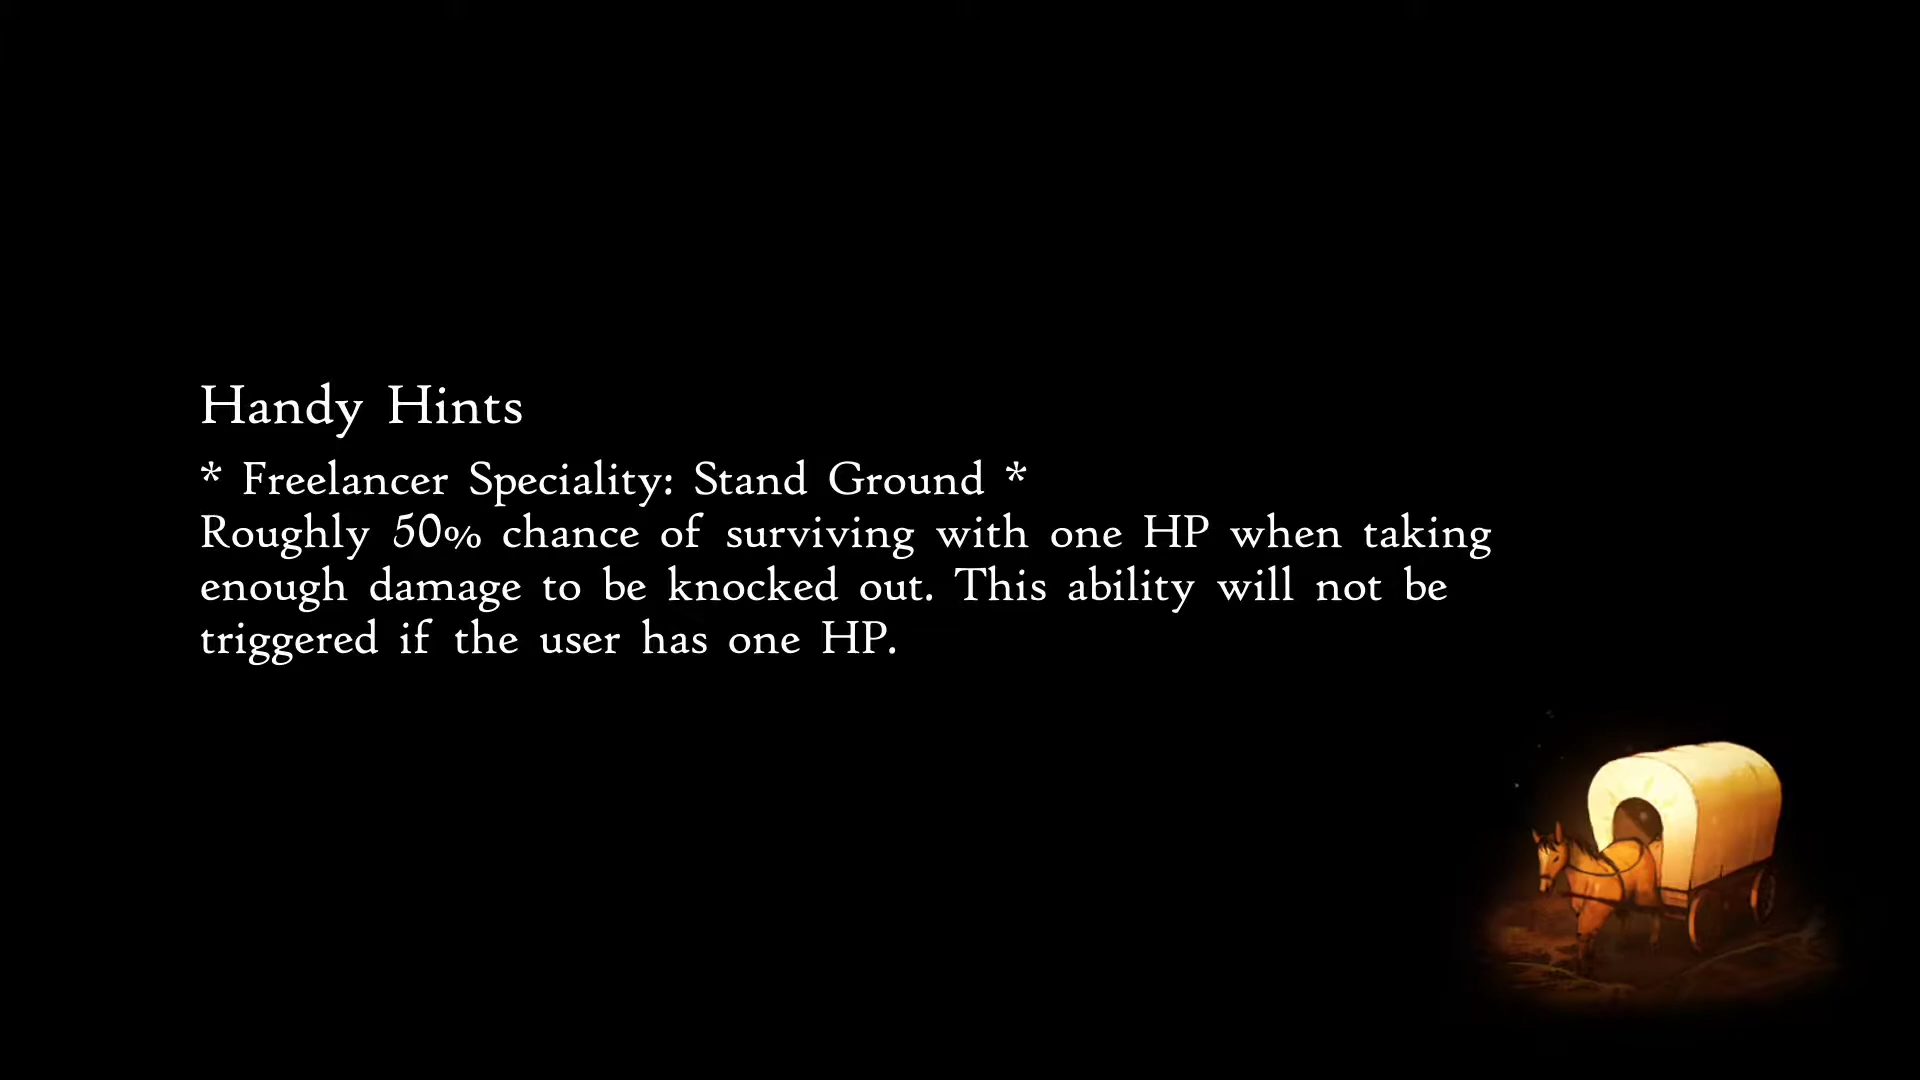 Handy Hints
* Freelancer Speciality: Stand Ground *
Roughly 50% chance of surviving with one HP when taking
enough damage to be knocked out. This ability will not be
triggered if the user has one HP.